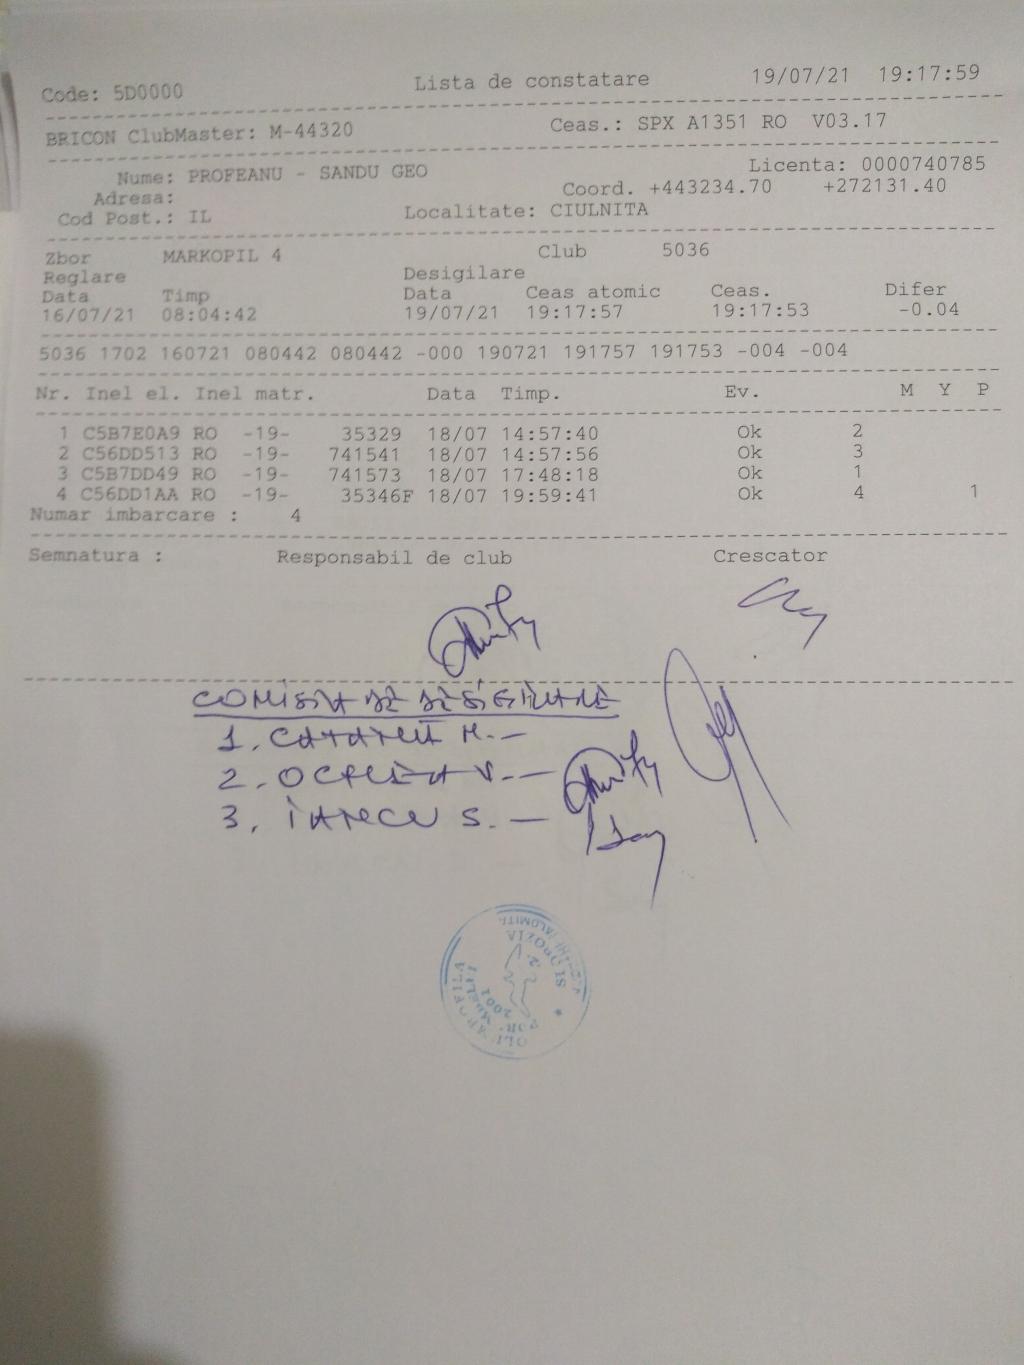 Code: 5D0000 Lista de constatare 19/07/21 19:17:59
BRICON ClubMaster: M-44320 Ceas.: SPX A1351 RO V03.17
Nume: PROFEANU - SANDU GEO Licenta: 0000740785
Adresa: Coord. +443234.70 +272131.40
Cod Post.: IL Localitate: CIULNITA
Zbor MARKOPIL 4 Club 5036
Reglare Desigilare
Data Timp Data Ceas atomic Ceas. Difer
16/07/21 08:04:42 19/07/21 19:17:57 19:17:53 -0.04
5036 1702 160721 080442 080442 -000 190721 191757 191753 -004 -004
Nr. Inel el. Inel matr. Data Timp. Ev. M Y P
1 C5B7E0A9 RO -19- 35329 18/07 14:57:40 Ok 2
2 C56DD513 RO -19- 741541 18/07 14:57:56 Ok 3
3 C5B7DD49 RO -19- 741573 18/07 17:48:18 Ok 1
4 C56DD1AA RO -19- 35346F 18/07 19:59:41 Ok 4 1
Numar imbarcare : 4
Semnatura : Responsabil de club Crescator
COMISIA DE DESIGILARE
1. M. -
2. V. -
3. IANCU S. -
IALOMITA
2001